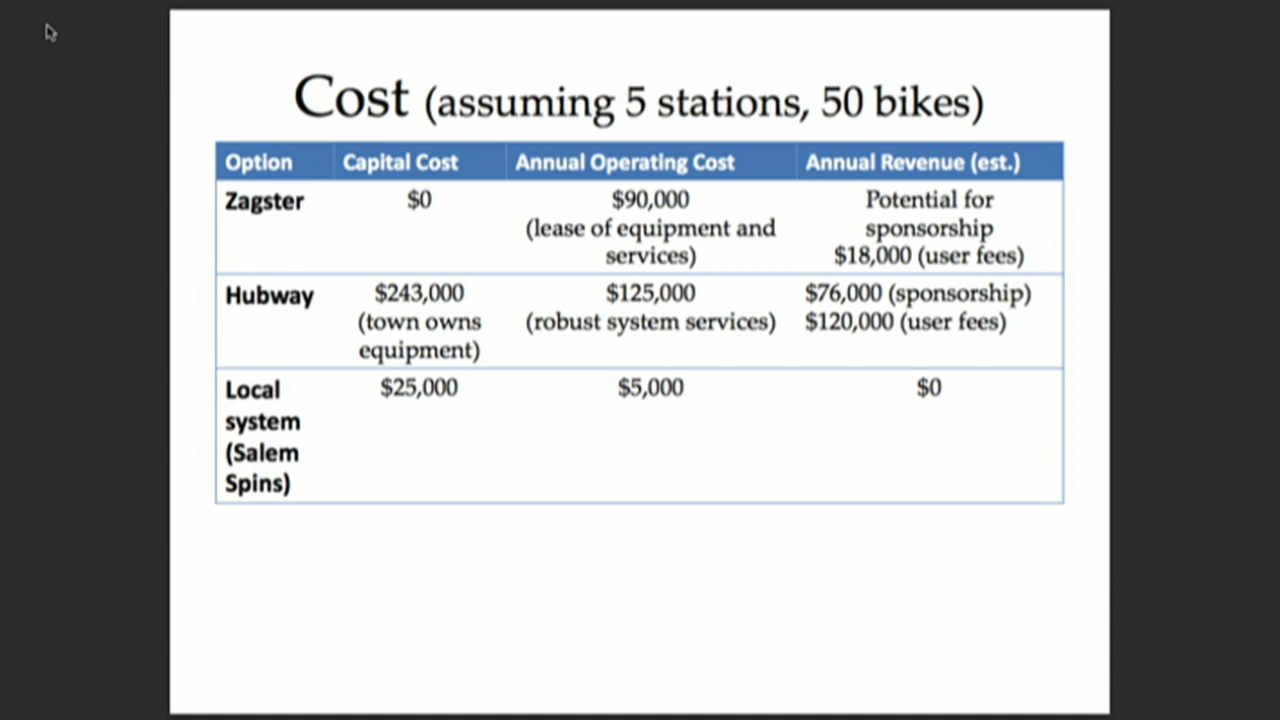 Cost (assuming 5 stations, 50 bikes)
Option Capital Cost Annual Operating Cost Annual Revenue (est.)
Zagster $0 $90,000 Potential for
(lease of equipment and sponsorship
services) $18,000 (user fees)
Hubway $243,000 $125,000 $76,000 (sponsorship)
(town owns (robust system services) $120,000 (user fees)
equipment)
Local $25,000 $5,000 $0
system
(Salem
Spins)